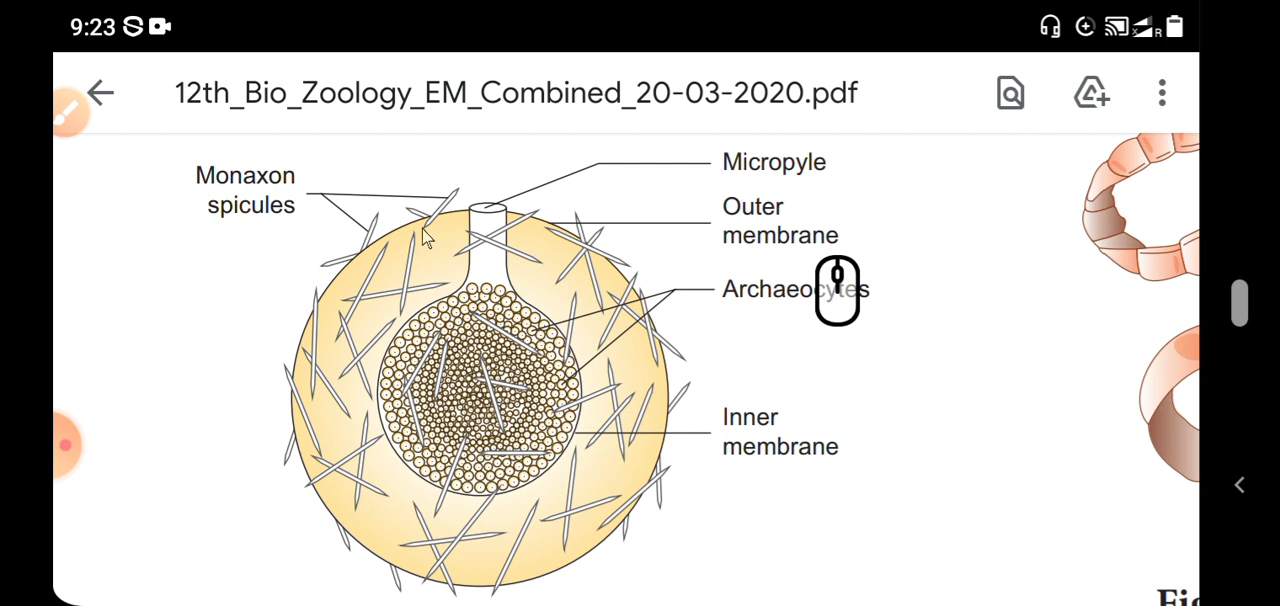 9:23
R
12th_Bio_Zoology_EM_Combined_20-03-2020.pdf
Monaxon
spicules
Micropyle
Outer
membrane
Archaeocytes
Inner
membrane